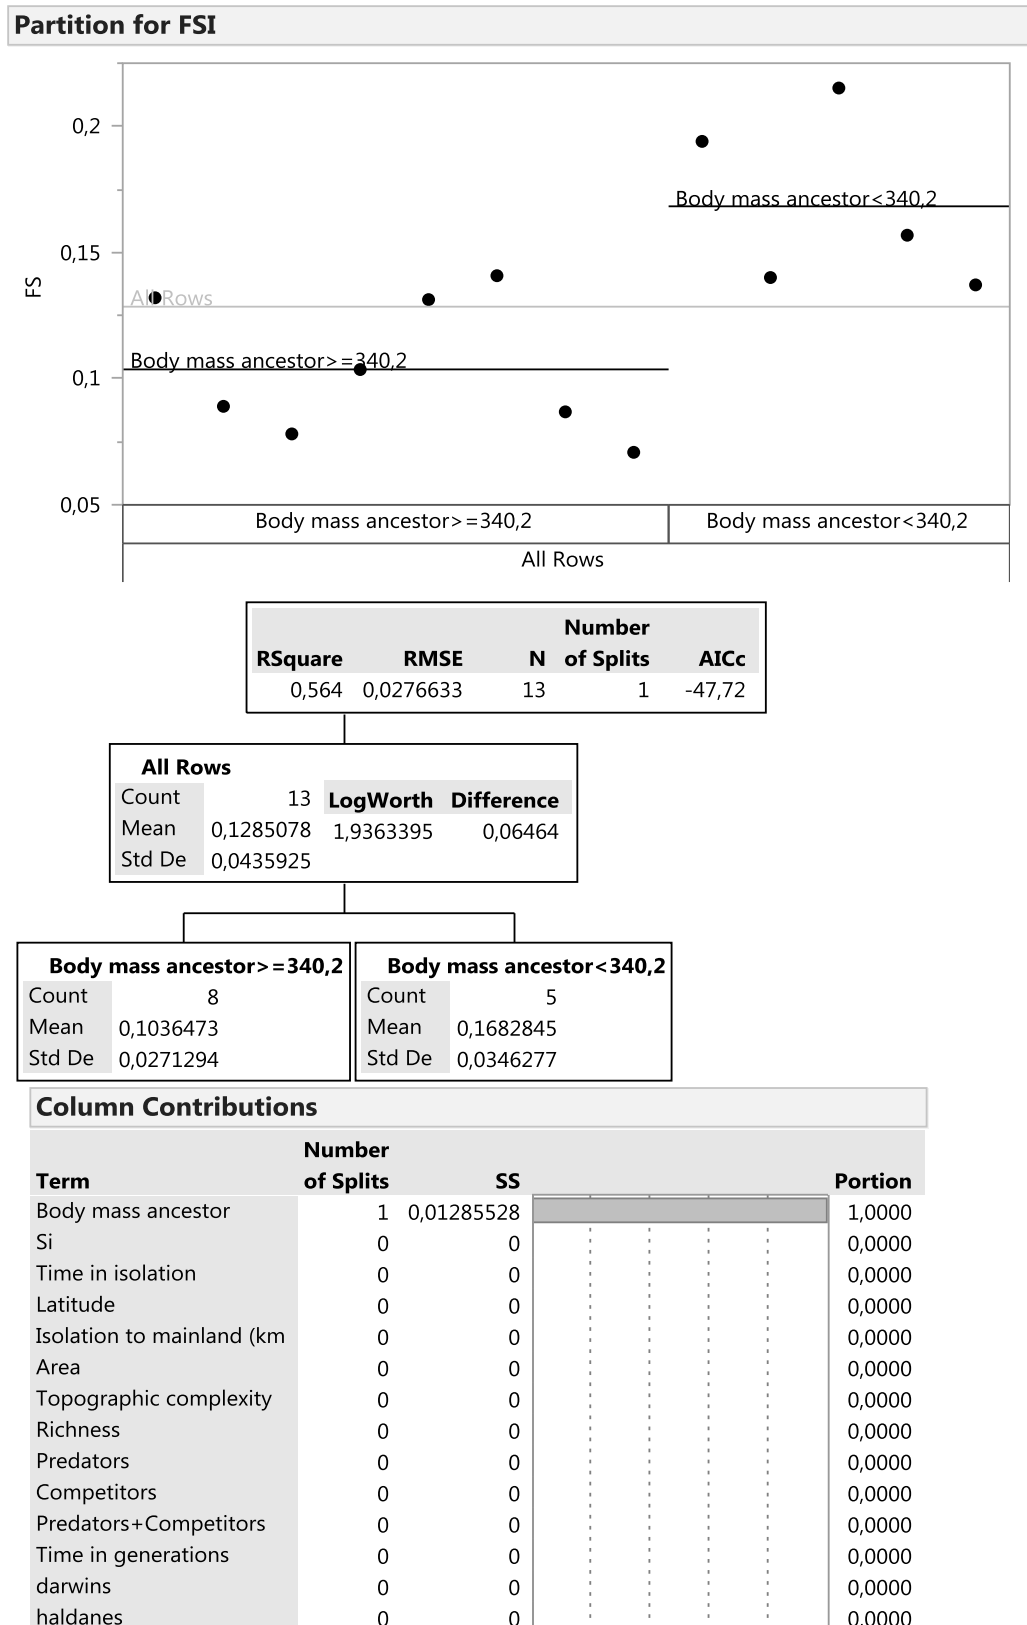 Partition for FSI
0,2
0,15
0,1
0,05
FS
All Rows
Body mass ancestor>=340,2
Body mass ancestor<340,2
Body mass ancestor>=340,2 Body mass ancestor<340,2
All Rows
Number
RSquare RMSE N of Splits AICc
0,564 0,0276633 13 1 -47,72
All Rows
Count 13 LogWorth Difference
Mean 0,1285078 1,9363395 0,06464
Std De 0,0435925
Body mass ancestor>=340,2
Count 8
Mean 0,1036473
Std De 0,0271294
Body mass ancestor<340,2
Count 5
Mean 0,1682845
Std De 0,0346277
Column Contributions
Number
Term of Splits SS Portion
Body mass ancestor 1 0,01285528 1,0000
Si 0 0 0,0000
Time in isolation 0 0 0,0000
Latitude 0 0 0,0000
Isolation to mainland (km 0 0 0,0000
Area 0 0 0,0000
Topographic complexity 0 0 0,0000
Richness 0 0 0,0000
Predators 0 0 0,0000
Competitors 0 0 0,0000
Predators+Competitors 0 0 0,0000
Time in generations 0 0 0,0000
darwins 0 0 0,0000
haldanes 0 0 0,0000